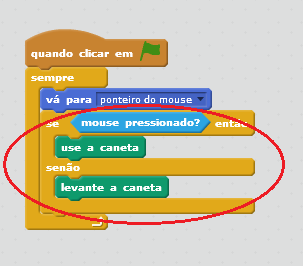 quando clicar em
sempre
vá para ponteiro do mouse
se mouse pressionado? então
use a caneta
senão
levante a caneta